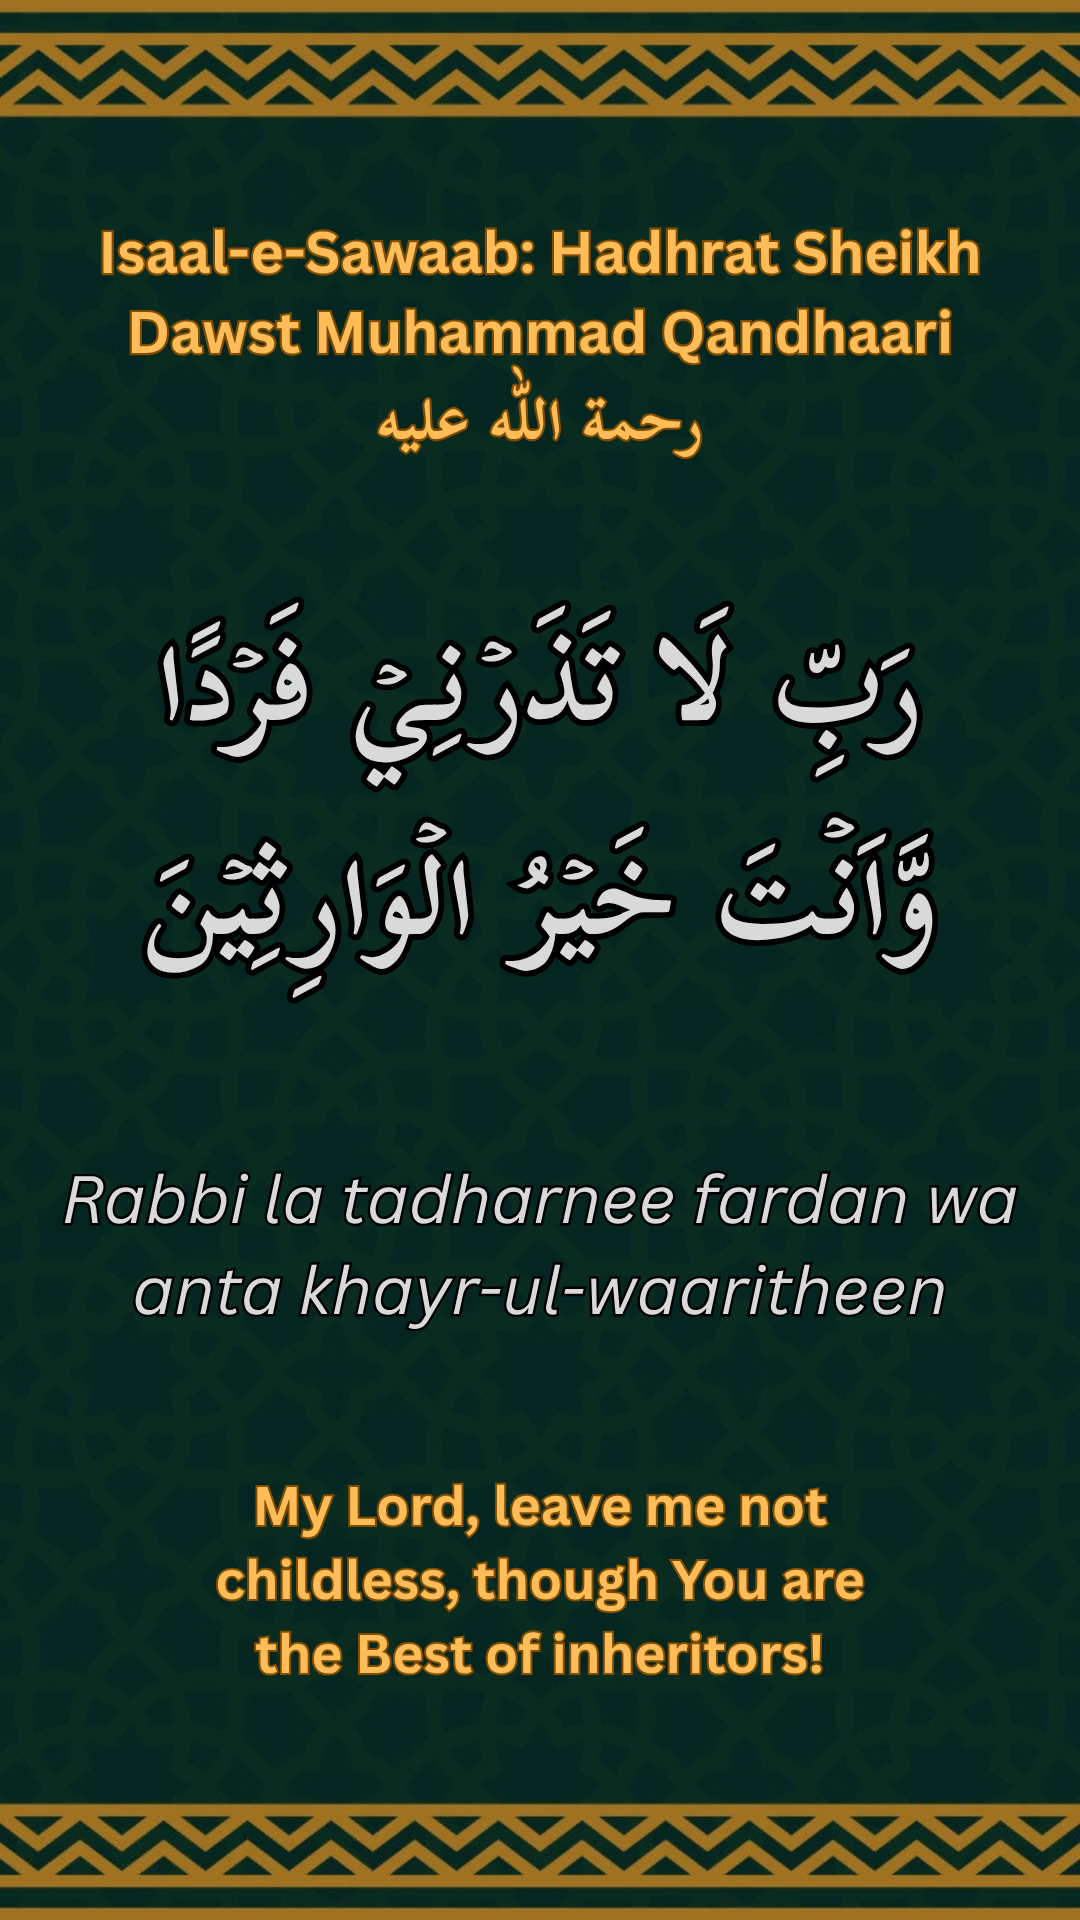 Isaal-e-Sawaab: Hadhrat Sheikh
Dawst Muhammad Qandhaari
رحمة الله عليه
رَبِّ لَا تَذَرْنِيْ فَرْدًا
وَّاَنْتَ خَيْرُ الْوَارِثِيْنَ
Rabbi la tadharnee fardan wa
anta khayr-ul-waaritheen
My Lord, leave me not
childless, though You are
the Best of inheritors!